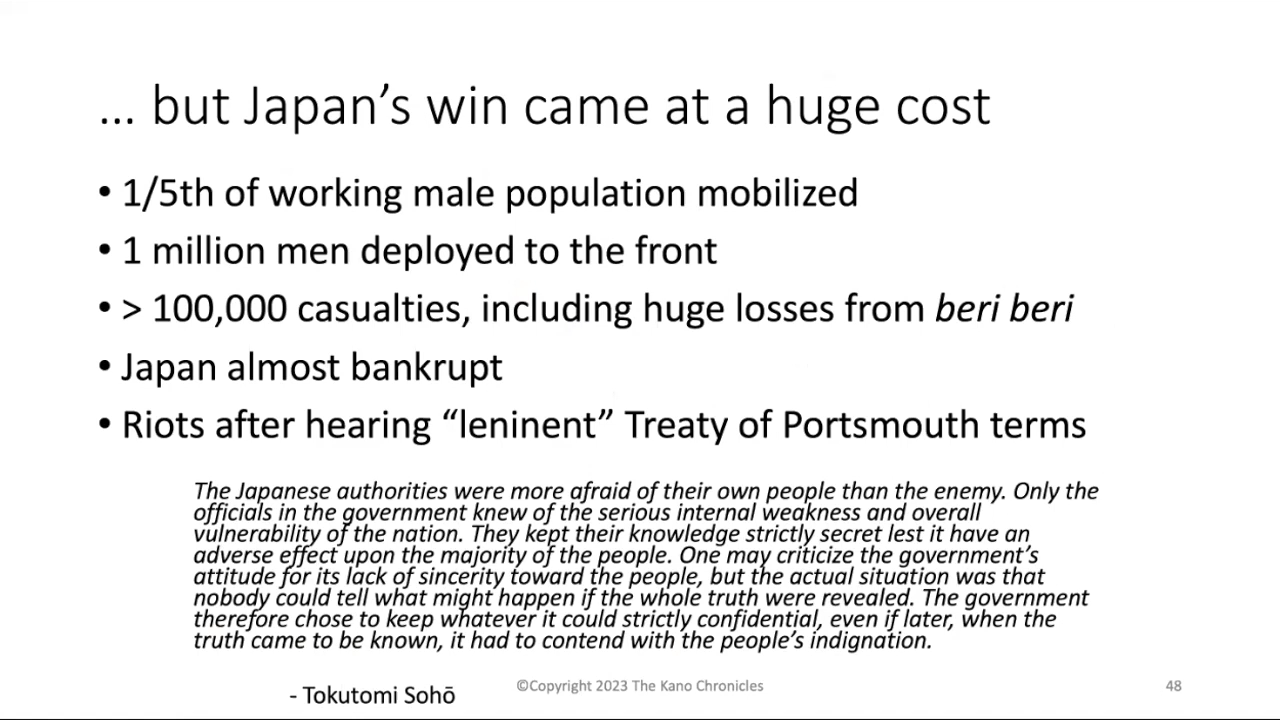 ... but Japan’s win came at a huge cost
• 1/5th of working male population mobilized
• 1 million men deployed to the front
• > 100,000 casualties, including huge losses from beri beri
• Japan almost bankrupt
• Riots after hearing “leninent” Treaty of Portsmouth terms
The Japanese authorities were more afraid of their own people than the enemy. Only the
officials in the government knew of the serious internal weakness and overall
vulnerability of the nation. They kept their knowledge strictly secret lest it have an
adverse effect upon the majority of the people. One may criticize the government’s
attitude for its lack of sincerity toward the people, but the actual situation was that
nobody could tell what might happen if the whole truth were revealed. The government
therefore chose to keep whatever it could strictly confidential, even if later, when the
truth came to be known, it had to contend with the people’s indignation.
- Tokutomi Sohō
©Copyright 2023 The Kano Chronicles
48